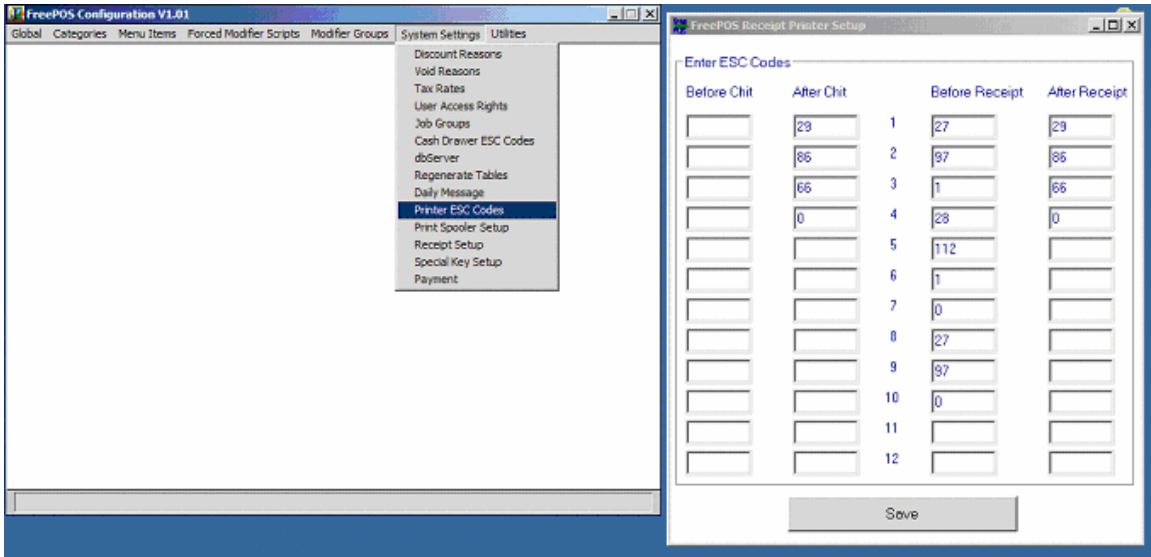 FreePOS Configuration V1.01
Global Categories Menu Items Forced Modifier Scripts Modifier Groups System Settings Utilities
Discount Reasons
Void Reasons
Tax Rates
User Access Rights
Job Groups
Cash Drawer ESC Codes
dbServer
Regenerate Tables
Daily Message
Printer ESC Codes
Print Spooler Setup
Receipt Setup
Special Key Setup
Payment
FreePOS Receipt Printer Setup
Enter ESC Codes
Before Chit After Chit Before Receipt After Receipt
29 1 27 29
86 2 97 86
66 3 1 66
0 4 28 0
5 112
6 1
7 0
8 27
9 97
10 0
11
12
Save